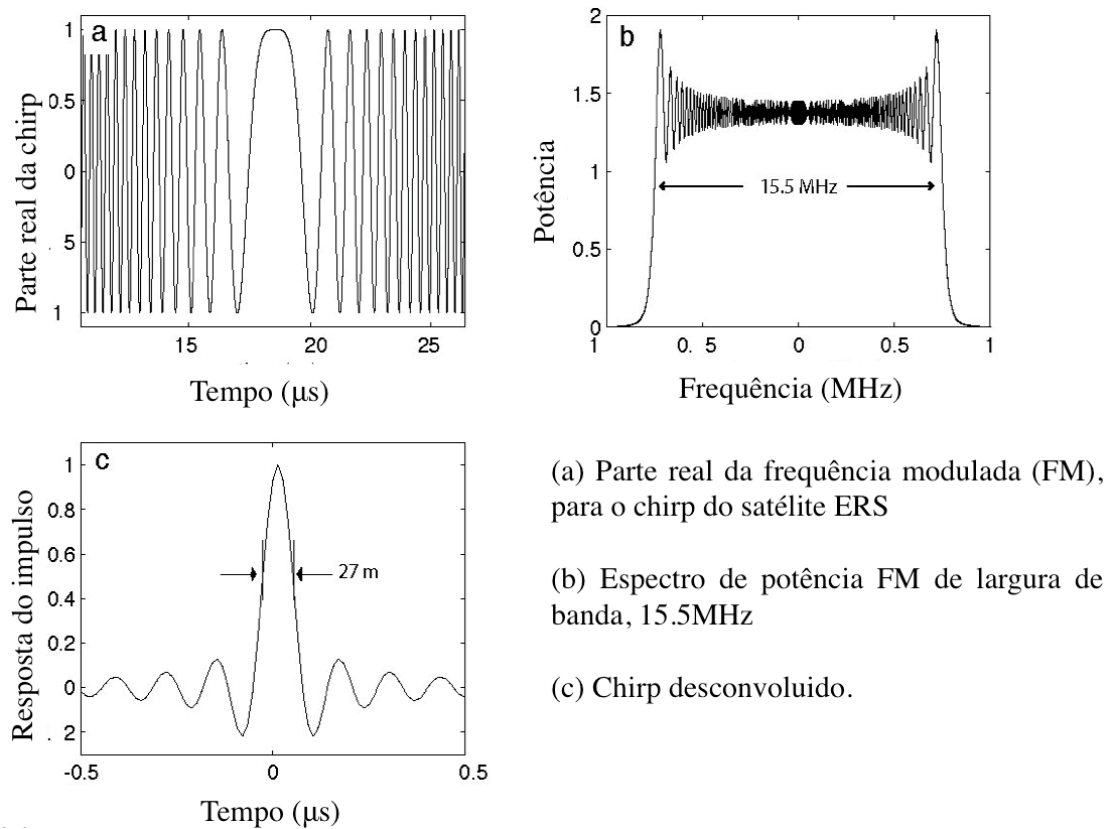 a
Parte real da chirp
1
0.5
0
. 5
1
15
20
25
Tempo (μs)
b
Potência
2
1.5
1
0.5
0
15.5 MHz
1
0. 5
0
0.5
1
Frequência (MHz)
c
Resposta do impulso
1
0.8
0.6
0.4
0.2
0
. 2
27 m
-0.5
0
0.5
Tempo (μs)
(a) Parte real da frequência modulada (FM),
para o chirp do satélite ERS
(b) Espectro de potência FM de largura de
banda, 15.5MHz
(c) Chirp desconvoluido.